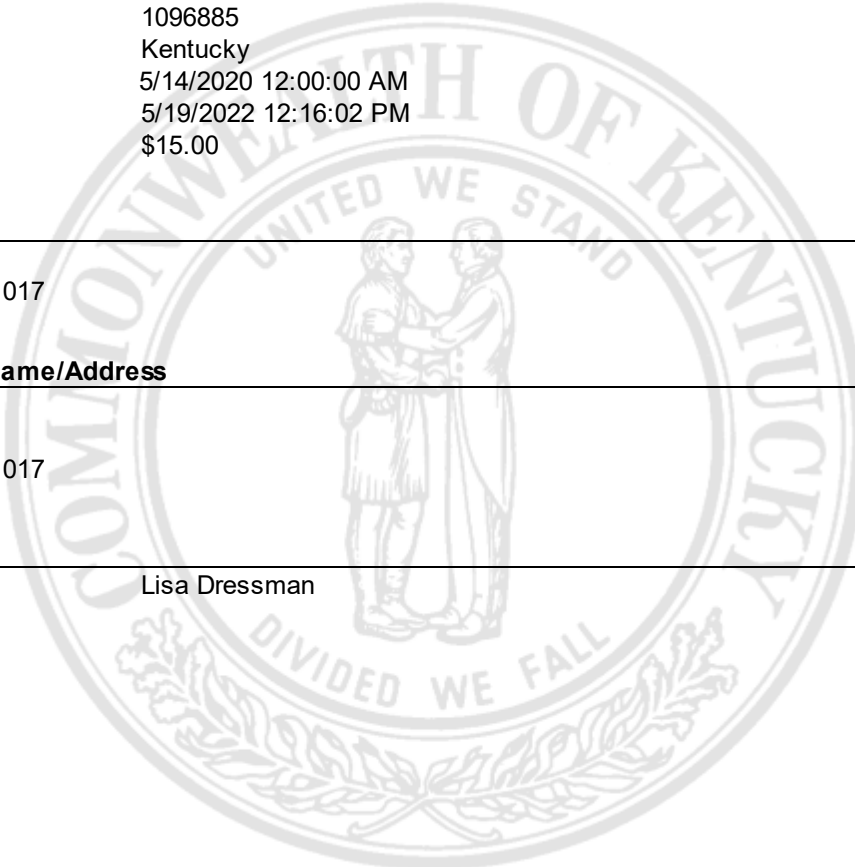 1096885
Kentucky
5/14/2020 12:00:00 AM
5/19/2022 12:16:02 PM
$15.00
COMMONWEALTH OF KENTUCKY
UNITED WE STAND
017
ame/Address
017
Lisa Dressman
DIVIDED WE FALL